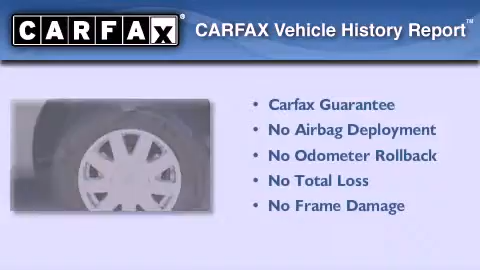 CARFAX® CARFAX Vehicle History Report™
• Carfax Guarantee
• No Airbag Deployment
• No Odometer Rollback
• No Total Loss
• No Frame Damage